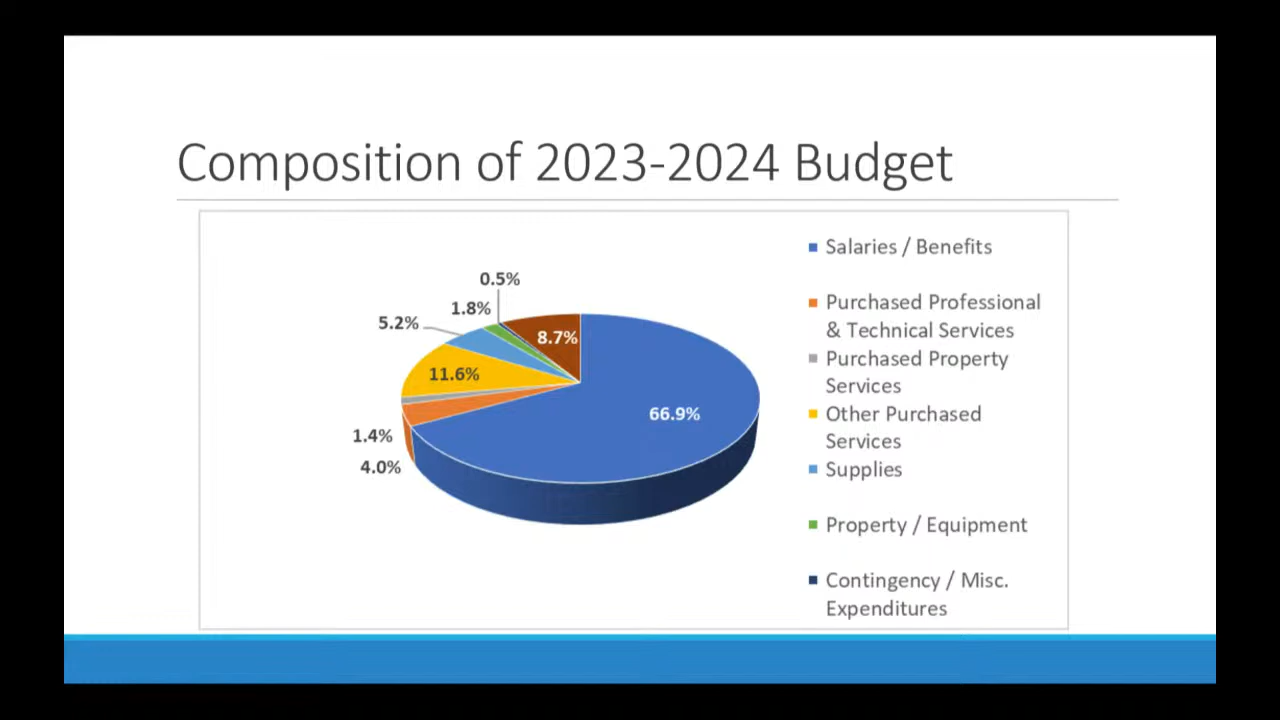 Composition of 2023-2024 Budget
0.5%
1.8%
5.2%
8.7%
11.6%
66.9%
1.4%
4.0%
Salaries / Benefits
Purchased Professional
& Technical Services
Purchased Property
Services
Other Purchased
Services
Supplies
Property / Equipment
Contingency / Misc.
Expenditures